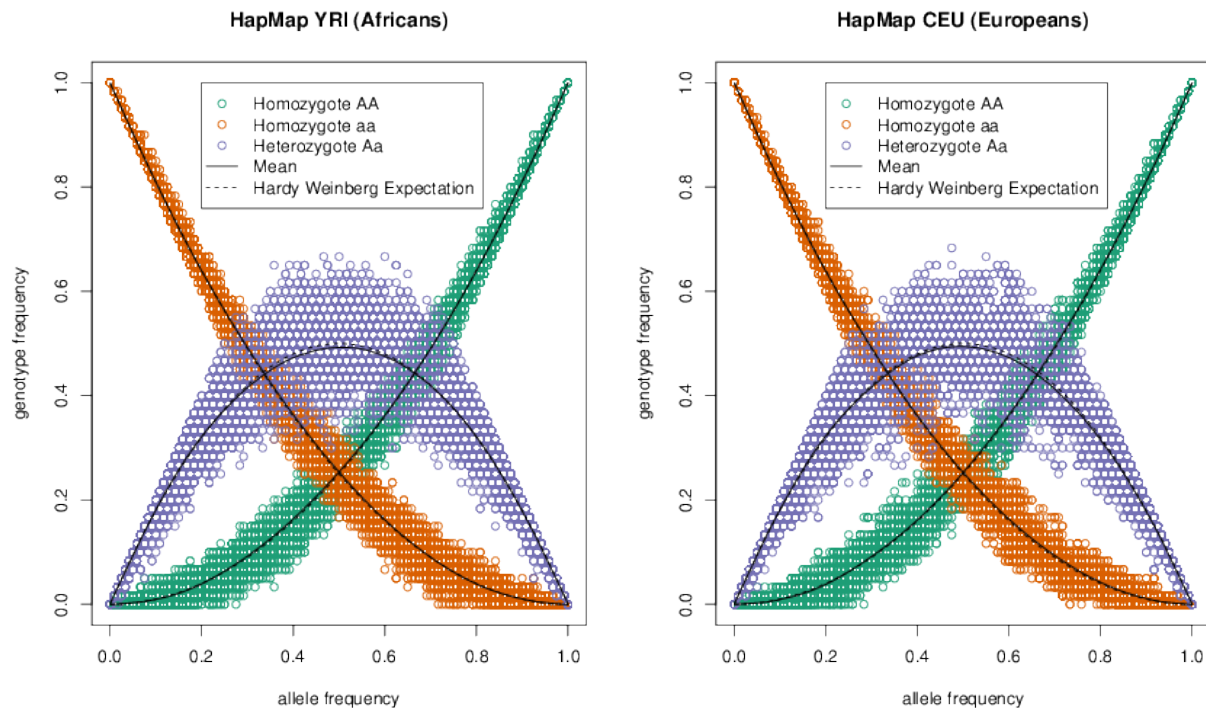 HapMap YRI (Africans)
1.0
0.8
0.6
0.4
0.2
0.0
genotype frequency
Homozygote AA
Homozygote aa
Heterozygote Aa
Mean
Hardy Weinberg Expectation
0.0 0.2 0.4 0.6 0.8 1.0
allele frequency
HapMap CEU (Europeans)
1.0
0.8
0.6
0.4
0.2
0.0
genotype frequency
Homozygote AA
Homozygote aa
Heterozygote Aa
Mean
Hardy Weinberg Expectation
0.0 0.2 0.4 0.6 0.8 1.0
allele frequency